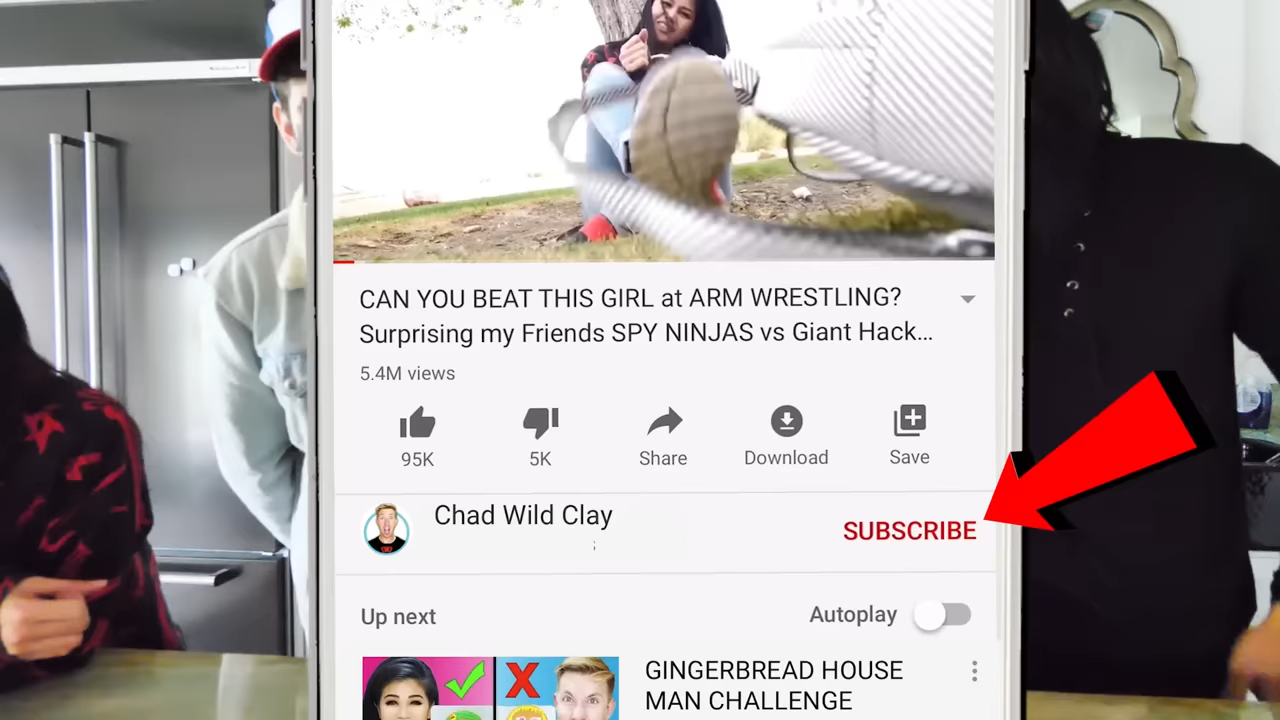 CAN YOU BEAT THIS GIRL at ARM WRESTLING?
Surprising my Friends SPY NINJAS vs Giant Hack...
5.4M views
95K
5K
Share
Download
Save
Chad Wild Clay
SUBSCRIBE
Up next
Autoplay
GINGERBREAD HOUSE
MAN CHALLENGE